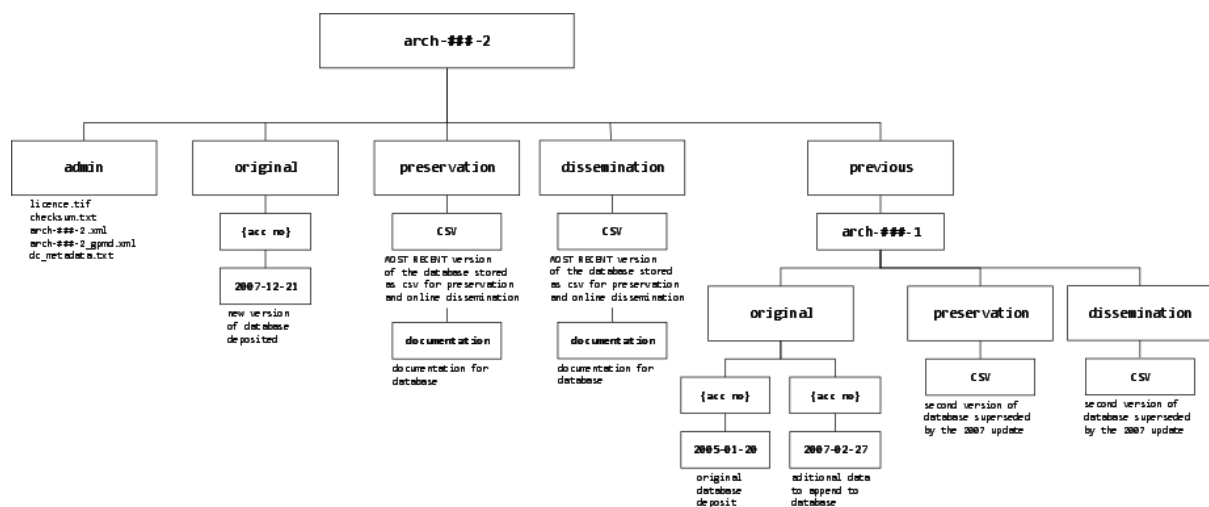 arch-###-2
admin
original
preservation
dissemination
previous
licence.tif
checksum.txt
arch-###-2.xml
arch-###-2_gpmd.xml
dc_metadata.txt
{acc no}
2007-12-21
new version
of database
deposited
CSV
MOST RECENT version
of the database stored
as csv for preservation
and online dissemination
documentation
documentation for
database
CSV
MOST RECENT version
of the database stored
as csv for preservation
and online dissemination
documentation
documentation for
database
arch-###-1
original
preservation
dissemination
{acc no}
2005-01-20
original
database
deposit
{acc no}
2007-02-27
aditional data
to append to
database
CSV
second version of
database superseded
by the 2007 update
CSV
second version of
database superseded
by the 2007 update